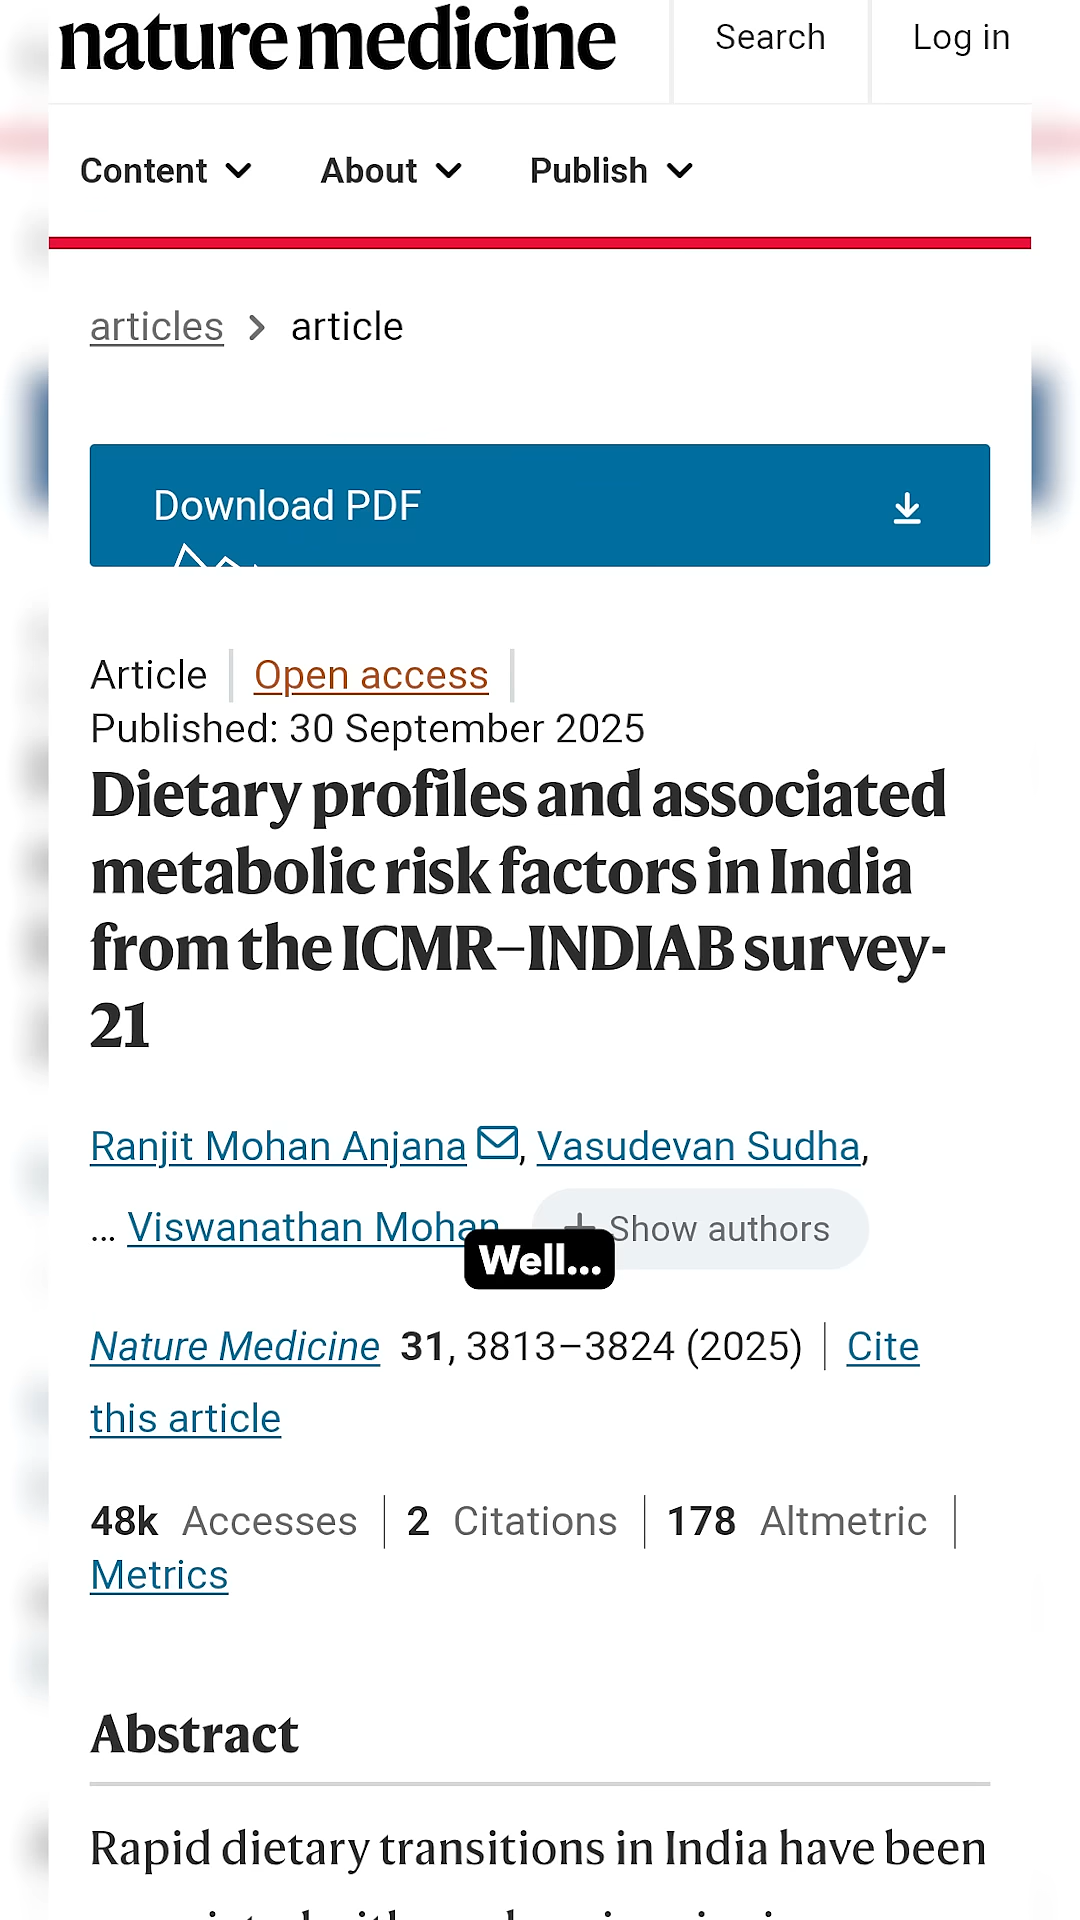 nature medicine
Search
Log in
Content
About
Publish
articles > article
Download PDF
Article | Open access |
Published: 30 September 2025
Dietary profiles and associated
metabolic risk factors in India
from the ICMR–INDIAB survey-
21
Ranjit Mohan Anjana, Vasudevan Sudha,
... Viswanathan Mohan + Show authors
Well...
Nature Medicine 31, 3813–3824 (2025) | Cite
this article
48k Accesses | 2 Citations | 178 Altmetric |
Metrics
Abstract
Rapid dietary transitions in India have been